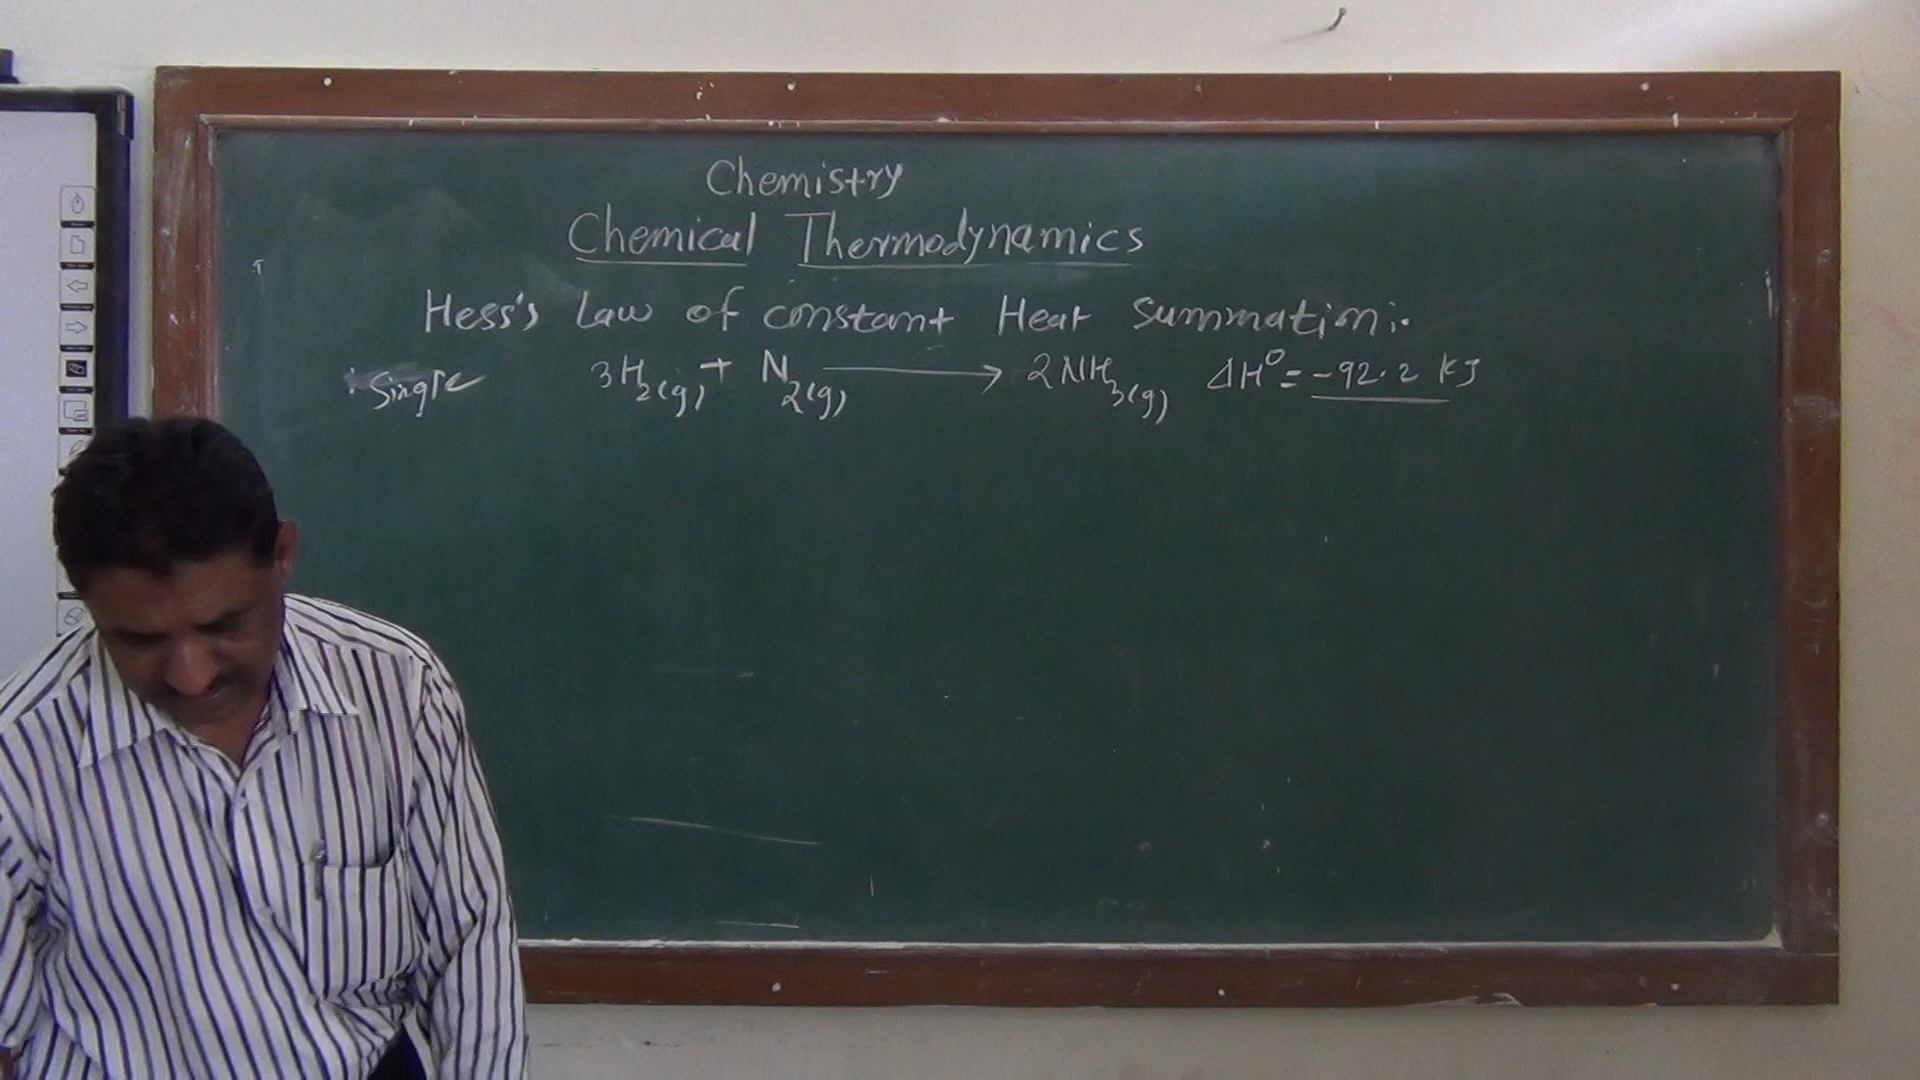 Chemistry
Chemical Thermodynamics
Hess's Law of constant Heat summation:-
Single 3H2(g) + N2(g) ⟶ 2NH3(g) ΔH° = -92.2 KJ